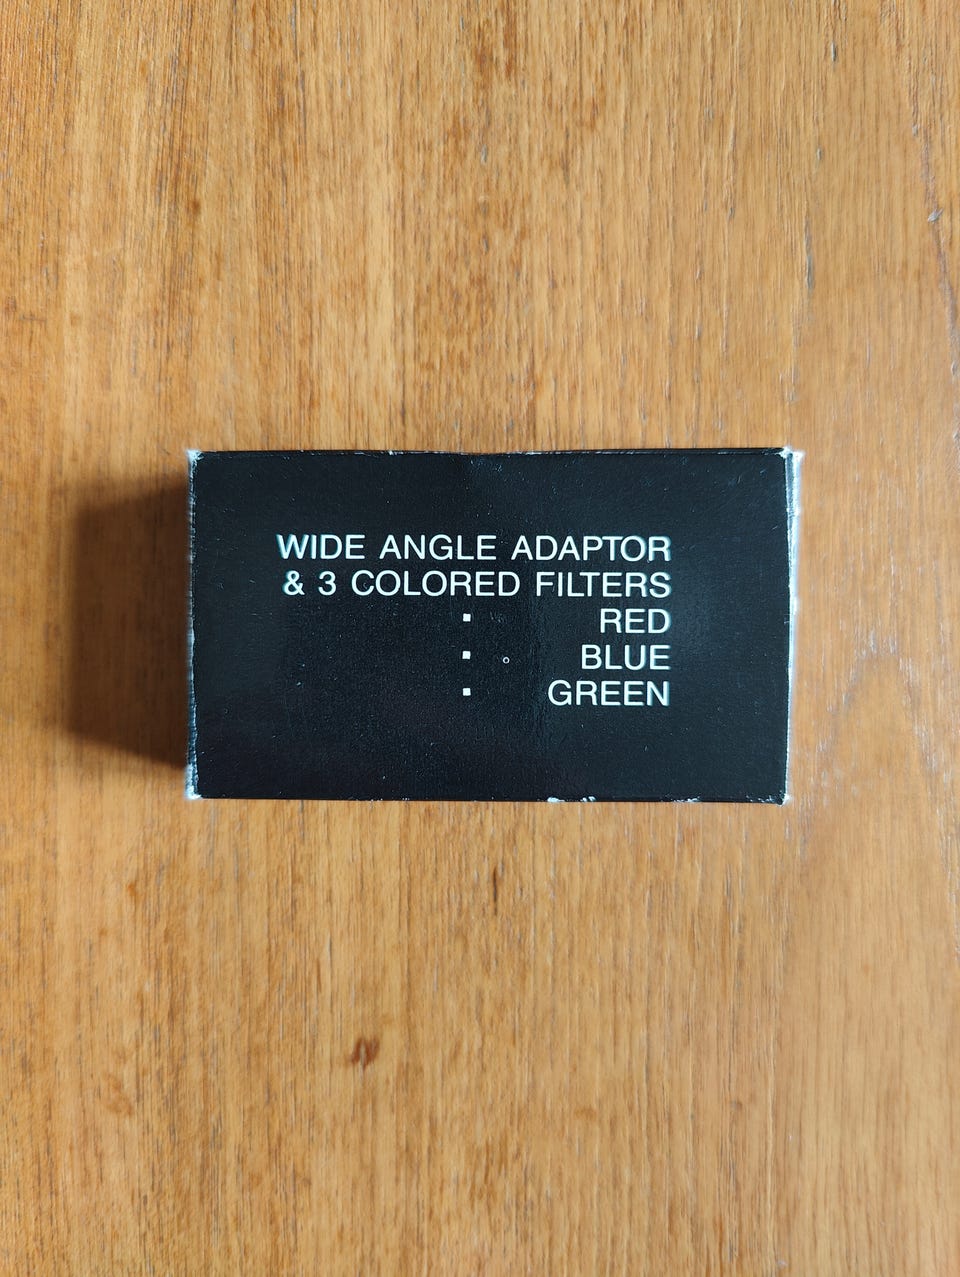 WIDE ANGLE ADAPTOR
& 3 COLORED FILTERS
▪ RED
▪ BLUE
▪ GREEN